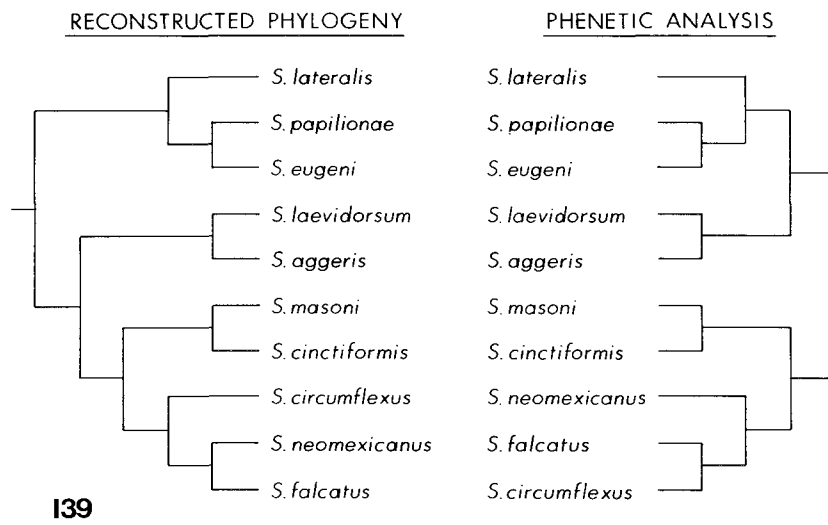 RECONSTRUCTED PHYLOGENY
S. lateralis
S. papilionae
S. eugeni
S. laevidorsum
S. aggeris
S. masoni
S. cinctiformis
S. circumflexus
S. neomexicanus
S. falcatus
PHENETIC ANALYSIS
S. lateralis
S. papilionae
S. eugeni
S. laevidorsum
S. aggeris
S. masoni
S. cinctiformis
S. neomexicanus
S. falcatus
S. circumflexus
139